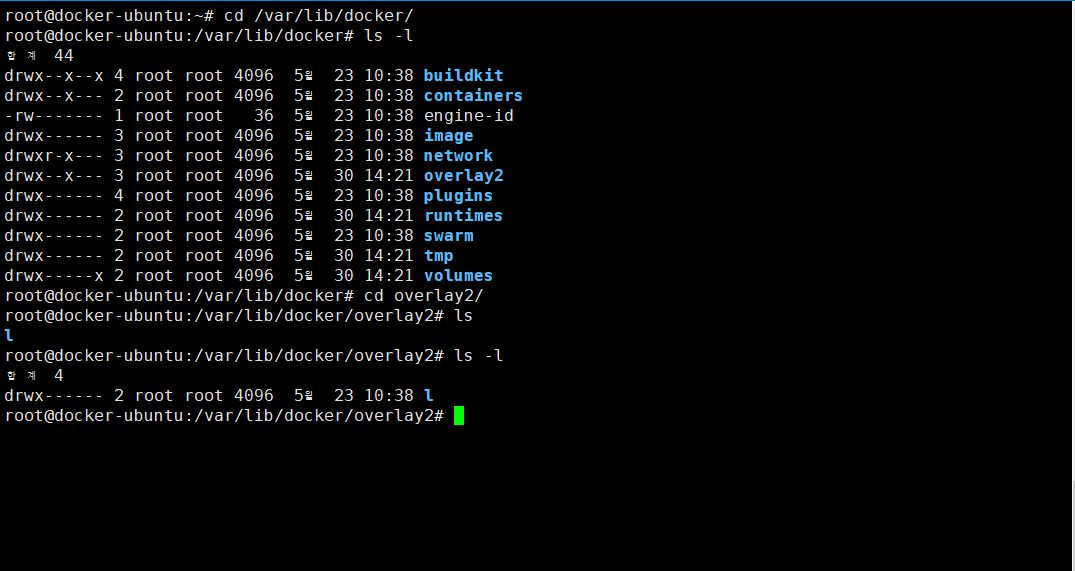 root@docker-ubuntu:~# cd /var/lib/docker/
root@docker-ubuntu:/var/lib/docker# ls -l
합계 44
drwx--x--x 4 root root 4096  5월  23 10:38 buildkit
drwx--x--- 2 root root 4096  5월  23 10:38 containers
-rw------- 1 root root   36  5월  23 10:38 engine-id
drwx------ 3 root root 4096  5월  23 10:38 image
drwxr-x--- 3 root root 4096  5월  23 10:38 network
drwx--x--- 3 root root 4096  5월  30 14:21 overlay2
drwx------ 4 root root 4096  5월  23 10:38 plugins
drwx------ 2 root root 4096  5월  30 14:21 runtimes
drwx------ 2 root root 4096  5월  23 10:38 swarm
drwx------ 2 root root 4096  5월  30 14:21 tmp
drwx-----x 2 root root 4096  5월  30 14:21 volumes
root@docker-ubuntu:/var/lib/docker# cd overlay2/
root@docker-ubuntu:/var/lib/docker/overlay2# ls
l
root@docker-ubuntu:/var/lib/docker/overlay2# ls -l
합계 4
drwx------ 2 root root 4096  5월  23 10:38 l
root@docker-ubuntu:/var/lib/docker/overlay2#